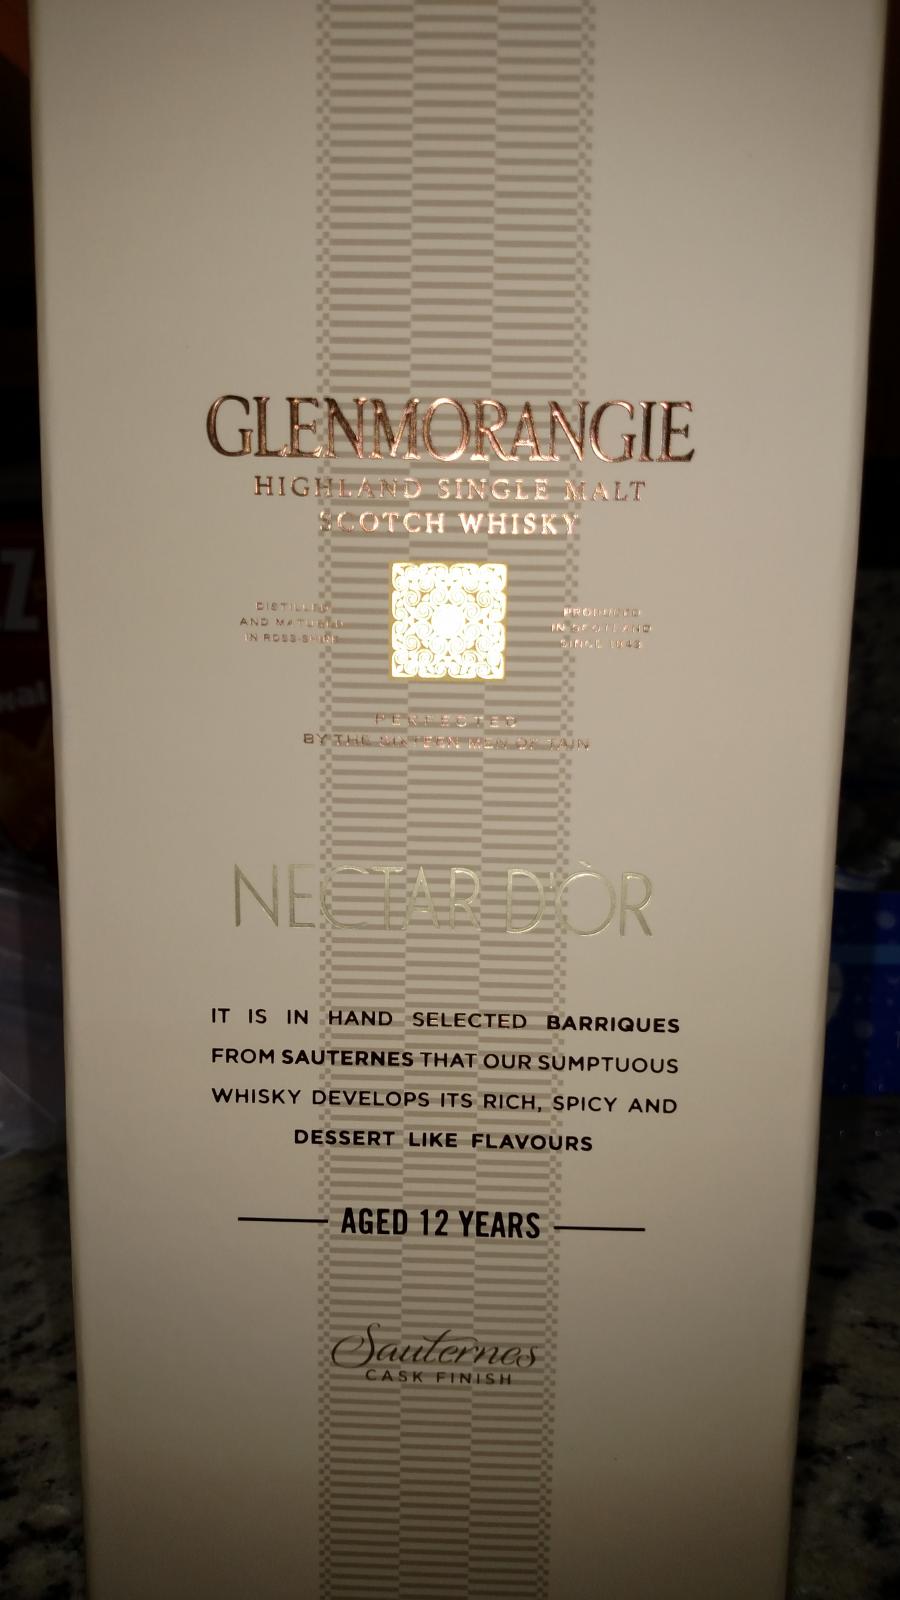 GLENMORANGIE
HIGHLAND SINGLE MALT
SCOTCH WHISKY
DISTILLED
AND MATURED
IN ROSS-SHIRE
PRODUCED
IN SCOTLAND
SINCE 1843
PERFECTED
BY THE SIXTEEN MEN OF TAIN
NECTAR D'ÒR
IT IS IN HAND SELECTED BARRIQUES
FROM SAUTERNES THAT OUR SUMPTUOUS
WHISKY DEVELOPS ITS RICH, SPICY AND
DESSERT LIKE FLAVOURS
AGED 12 YEARS
Sauternes
CASK FINISH